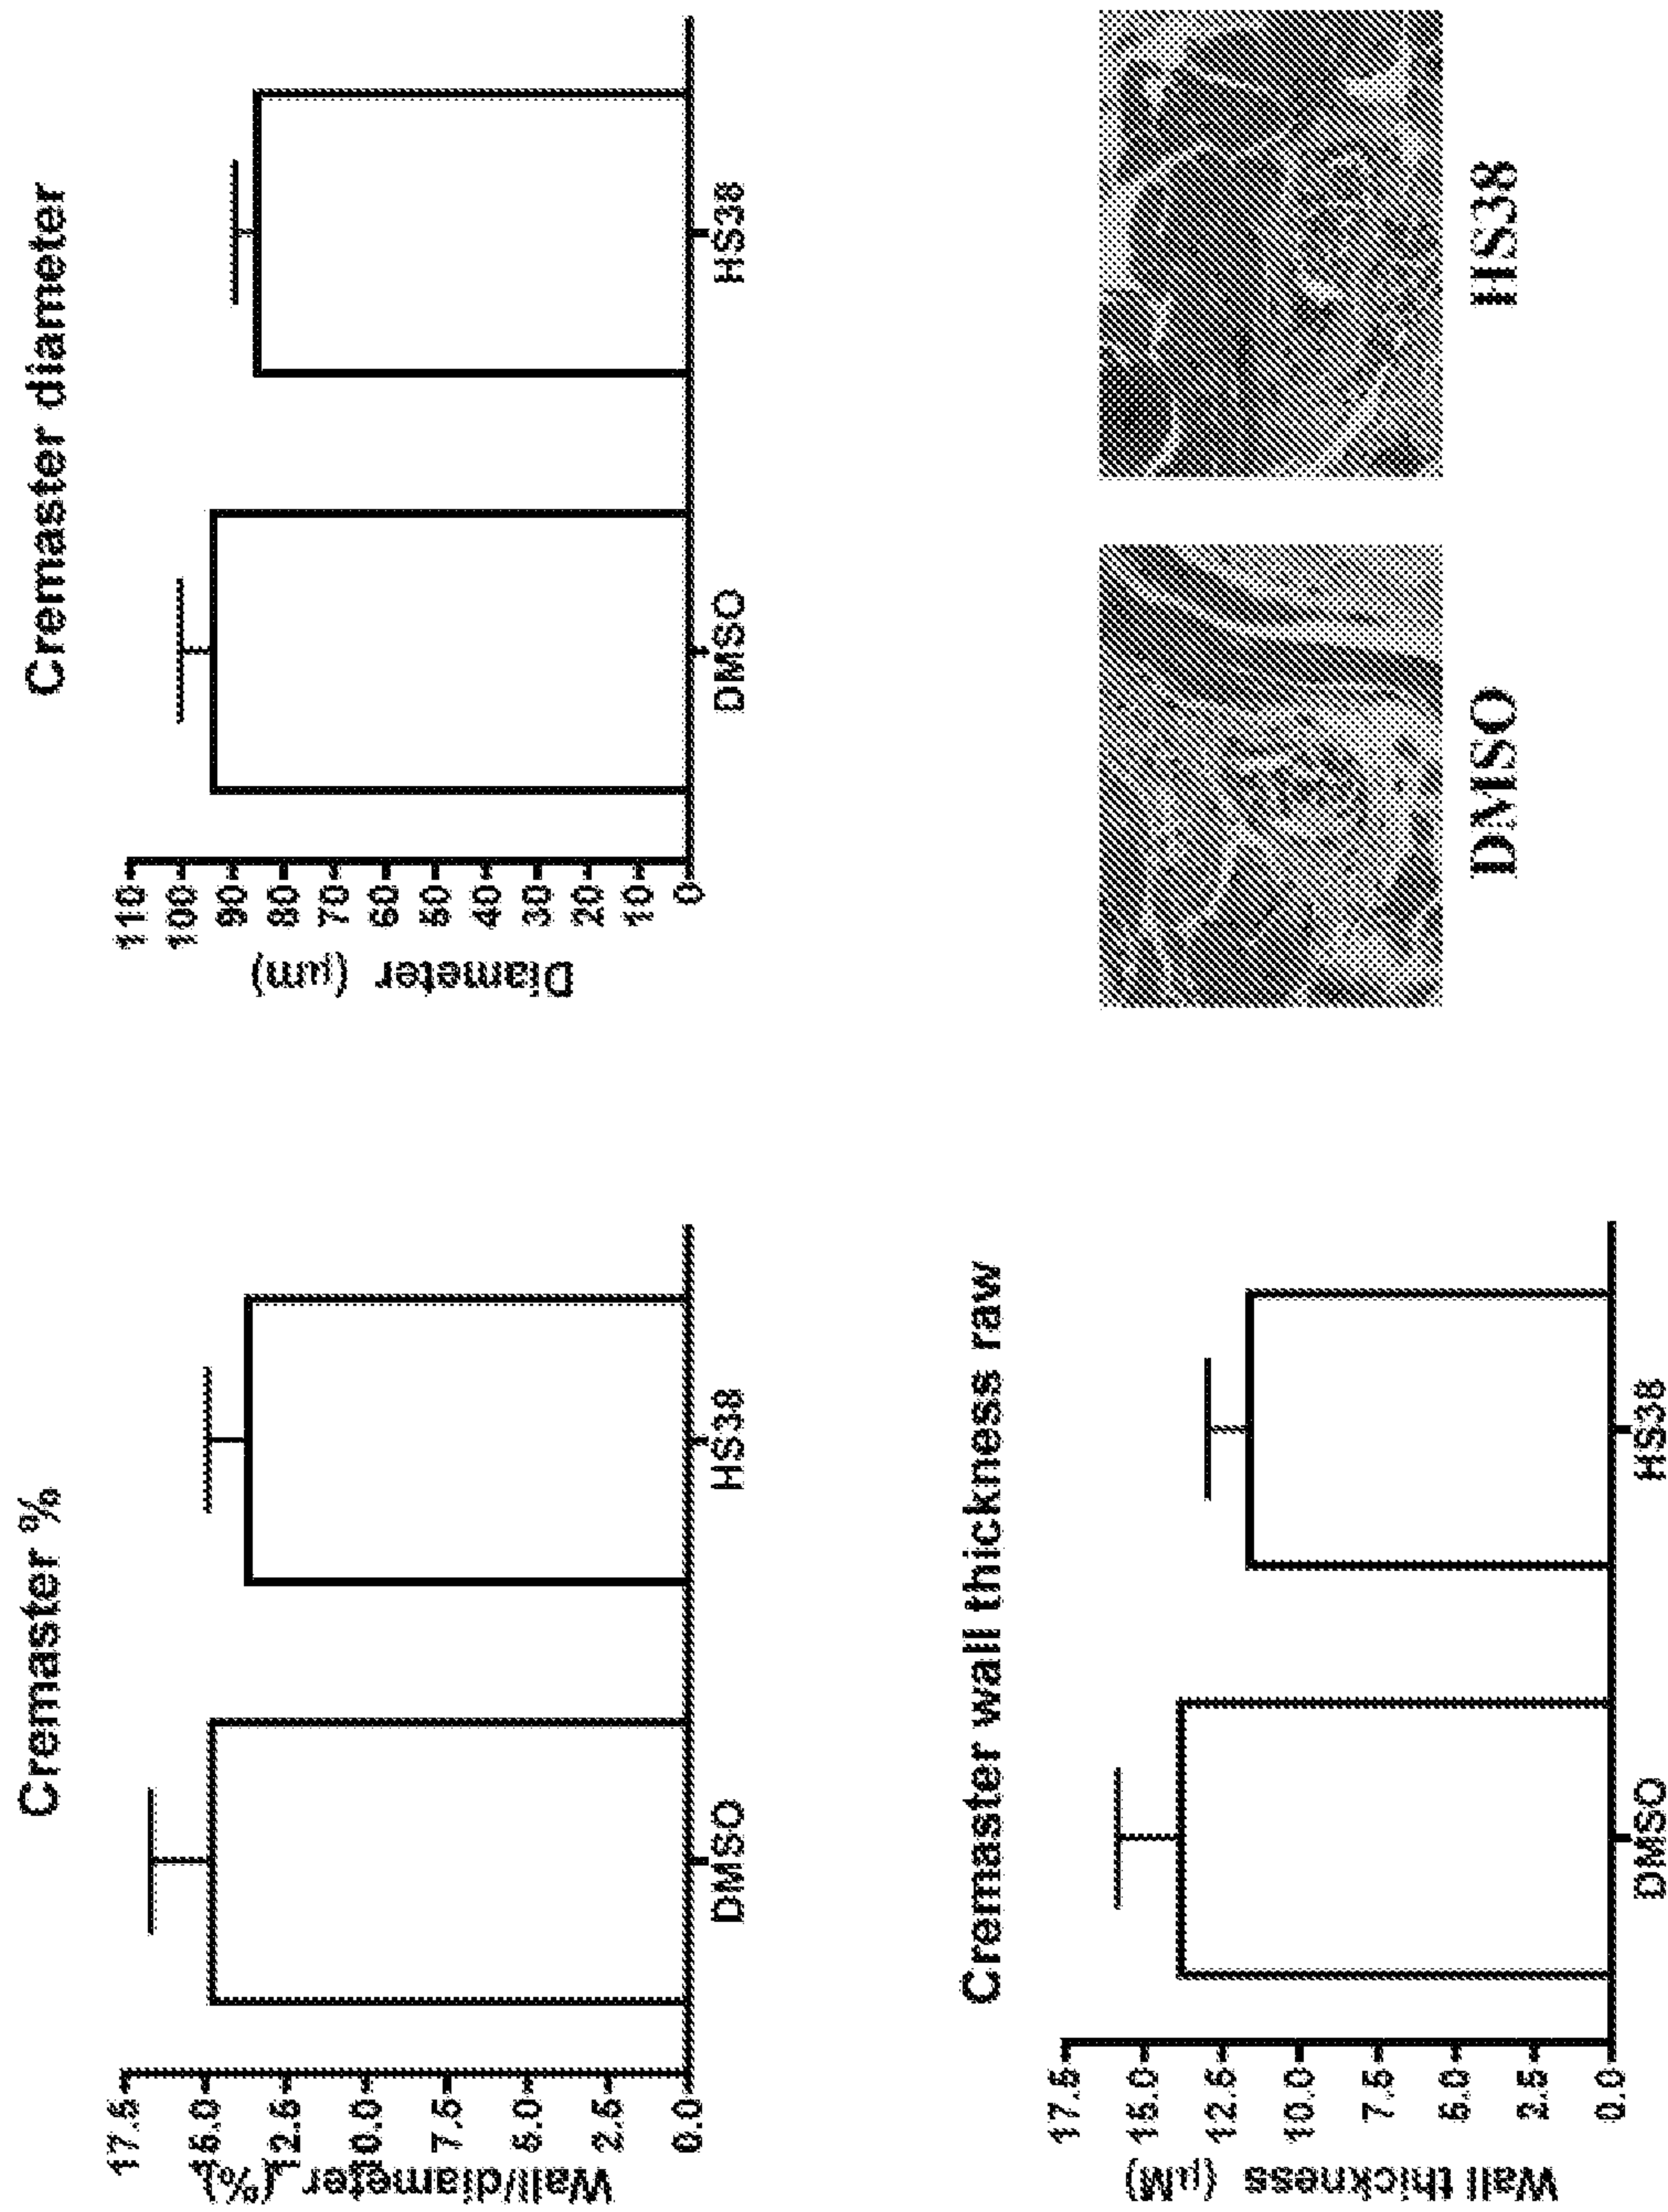 Cremaster %
Wall/diameter (%)
17.5
15.0
12.5
10.0
7.5
5.0
2.5
0.0
DMSO
HS38
Cremaster diameter
Diameter (μm)
110
100
90
80
70
60
50
40
30
20
10
0
DMSO
HS38
Cremaster wall thickness raw
Wall thickness (μM)
17.5
15.0
12.5
10.0
7.5
5.0
2.5
0.0
DMSO
HS38
DMSO
HS38